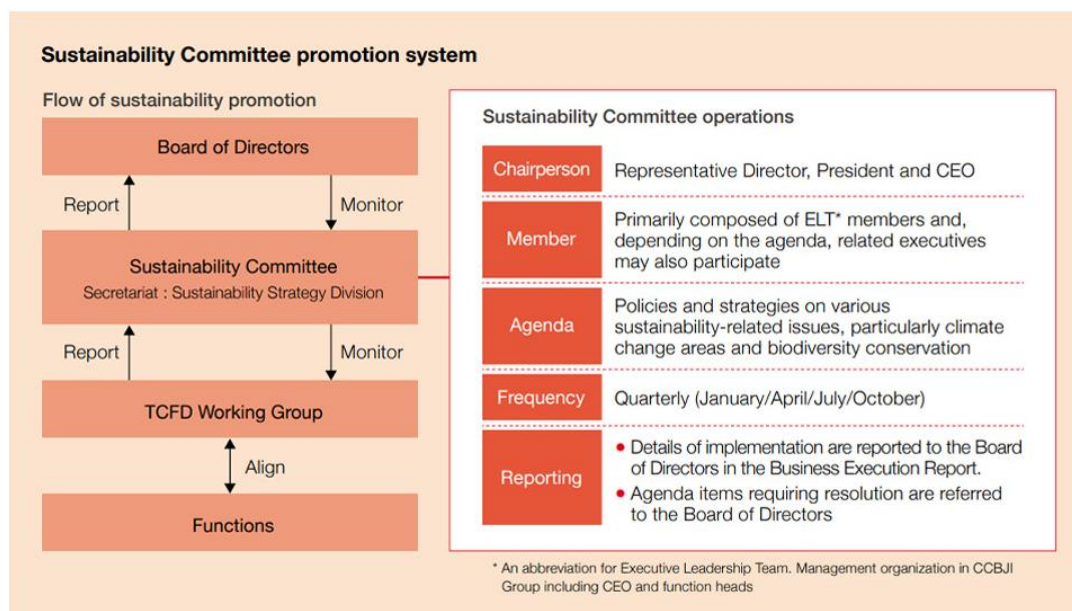 Sustainability Committee promotion system
Flow of sustainability promotion
Board of Directors
Report
Monitor
Sustainability Committee
Secretariat : Sustainability Strategy Division
Report
Monitor
TCFD Working Group
Align
Functions
Sustainability Committee operations
Chairperson
Representative Director, President and CEO
Member
Primarily composed of ELT* members and,
depending on the agenda, related executives
may also participate
Agenda
Policies and strategies on various
sustainability-related issues, particularly climate
change areas and biodiversity conservation
Frequency
Quarterly (January/April/July/October)
Reporting
● Details of implementation are reported to the Board
of Directors in the Business Execution Report.
● Agenda items requiring resolution are referred
to the Board of Directors
* An abbreviation for Executive Leadership Team. Management organization in CCBJI
Group including CEO and function heads